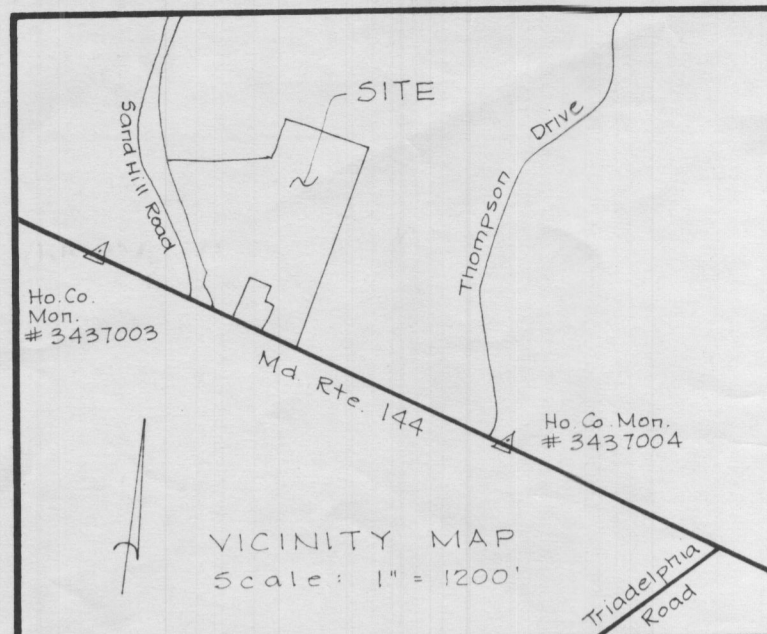 SITE
Sand Hill Road
Thompson Drive
Ho. Co.
Mon.
# 3437003
Md. Rte. 144
Ho. Co. Mon.
# 3437004
VICINITY MAP
Scale: 1" = 1200'
Triadelphia
Road